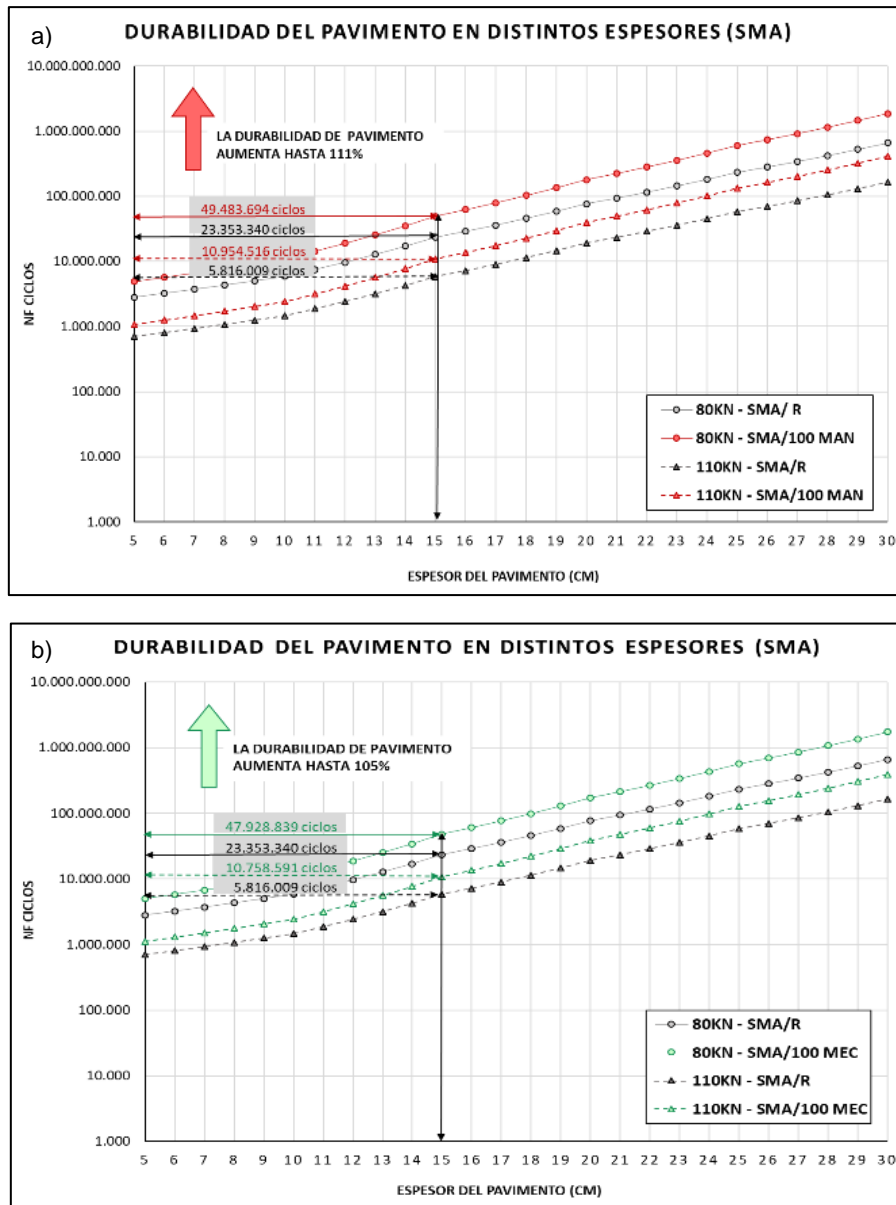 a)
DURABILIDAD DEL PAVIMENTO EN DISTINTOS ESPESORES (SMA)
10.000.000.000
1.000.000.000
100.000.000
10.000.000
1.000.000
100.000
10.000
1.000
NF CICLOS
LA DURABILIDAD DE PAVIMENTO
AUMENTA HASTA 111%
49.483.694 ciclos
23.353.340 ciclos
10.954.516 ciclos
5.816.009 ciclos
80KN - SMA/ R
80KN - SMA/100 MAN
110KN - SMA/R
110KN - SMA/100 MAN
5 6 7 8 9 10 11 12 13 14 15 16 17 18 19 20 21 22 23 24 25 26 27 28 29 30
ESPESOR DEL PAVIMENTO (CM)
b)
DURABILIDAD DEL PAVIMENTO EN DISTINTOS ESPESORES (SMA)
10.000.000.000
1.000.000.000
100.000.000
10.000.000
1.000.000
100.000
10.000
1.000
NF CICLOS
LA DURABILIDAD DE PAVIMENTO
AUMENTA HASTA 105%
47.928.839 ciclos
23.353.340 ciclos
10.758.591 ciclos
5.816.009 ciclos
80KN - SMA/R
80KN - SMA/100 MEC
110KN - SMA/R
110KN - SMA/100 MEC
5 6 7 8 9 10 11 12 13 14 15 16 17 18 19 20 21 22 23 24 25 26 27 28 29 30
ESPESOR DEL PAVIMENTO (CM)